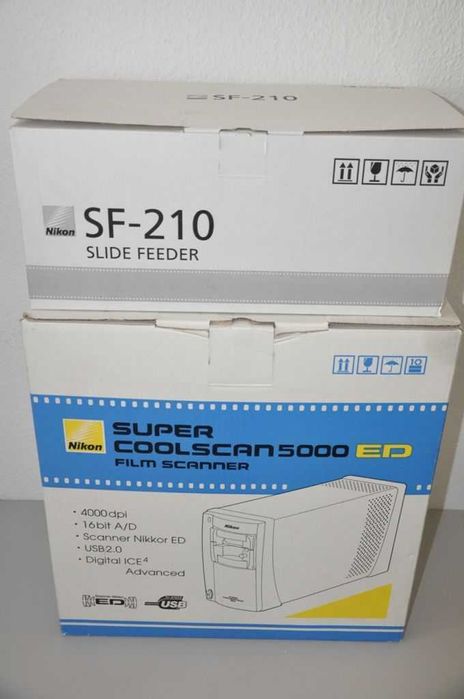 SF-210
Nikon
SF-210
SLIDE FEEDER
10
Nikon
SUPER
COOLSCAN 5000 ED
FILM SCANNER
· 4000dpi
· 16bit A/D
· Scanner Nikkor ED
· USB2.0
· Digital ICE4
Advanced
Nikon
ED
USB